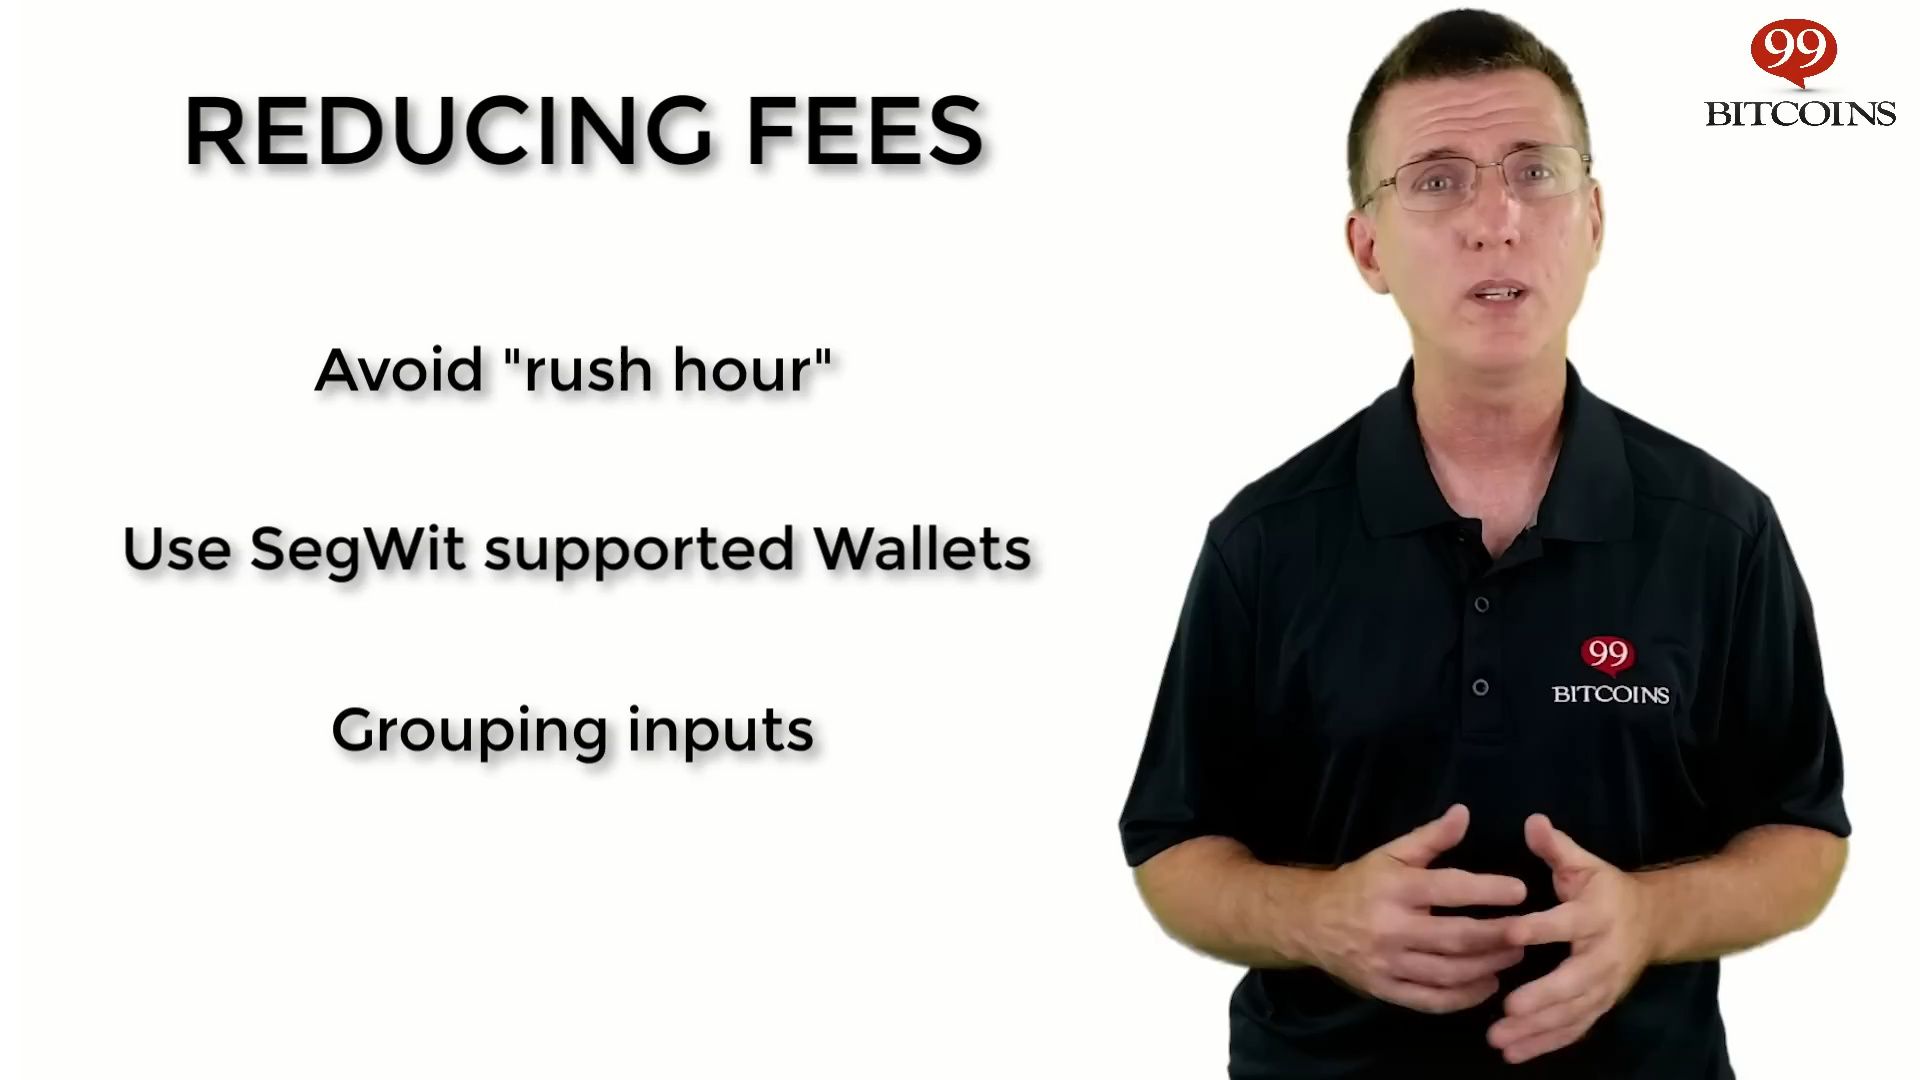 REDUCING FEES
Avoid "rush hour"
Use SegWit supported Wallets
Grouping inputs
99
BITCOINS
99
BITCOINS